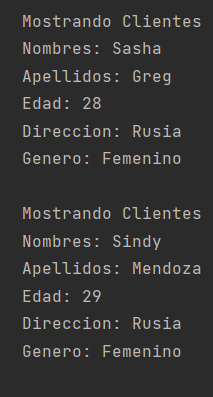 Mostrando Clientes
Nombres: Sasha
Apellidos: Greg
Edad: 28
Direccion: Rusia
Genero: Femenino
Mostrando Clientes
Nombres: Sindy
Apellidos: Mendoza
Edad: 29
Direccion: Rusia
Genero: Femenino